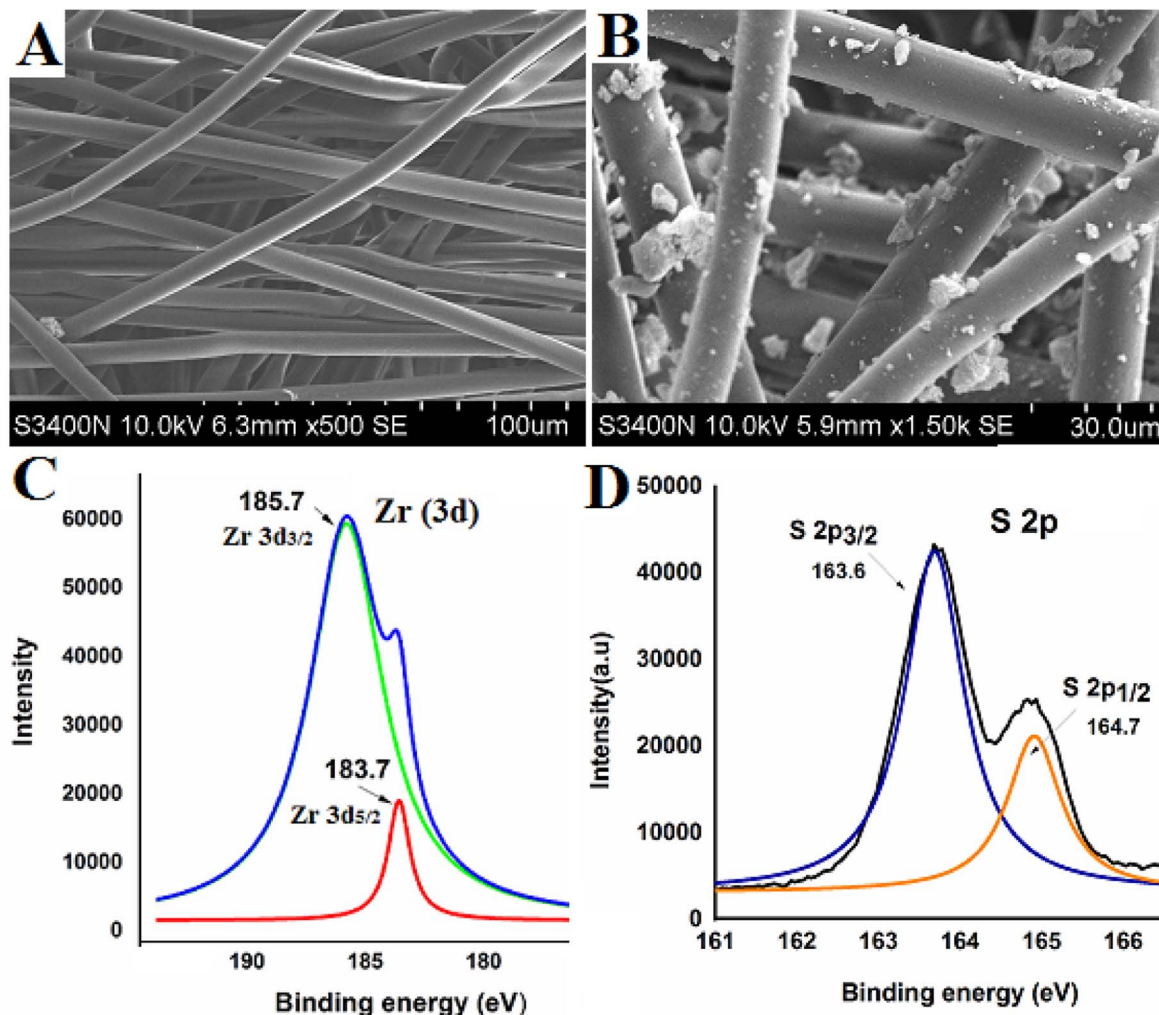 A
S3400N 10.0kV 6.3mm x500 SE 100um
B
S3400N 10.0kV 5.9mm x1.50k SE 30.0um
C
Zr (3d)
185.7
Zr 3d3/2
183.7
Zr 3d5/2
Intensity
60000
50000
40000
30000
20000
10000
0
190 185 180
Binding energy (eV)
D
S 2p
S 2p3/2
163.6
S 2p1/2
164.7
Intensity(a.u)
50000
40000
30000
20000
10000
0
161 162 163 164 165 166
Binding energy (eV)